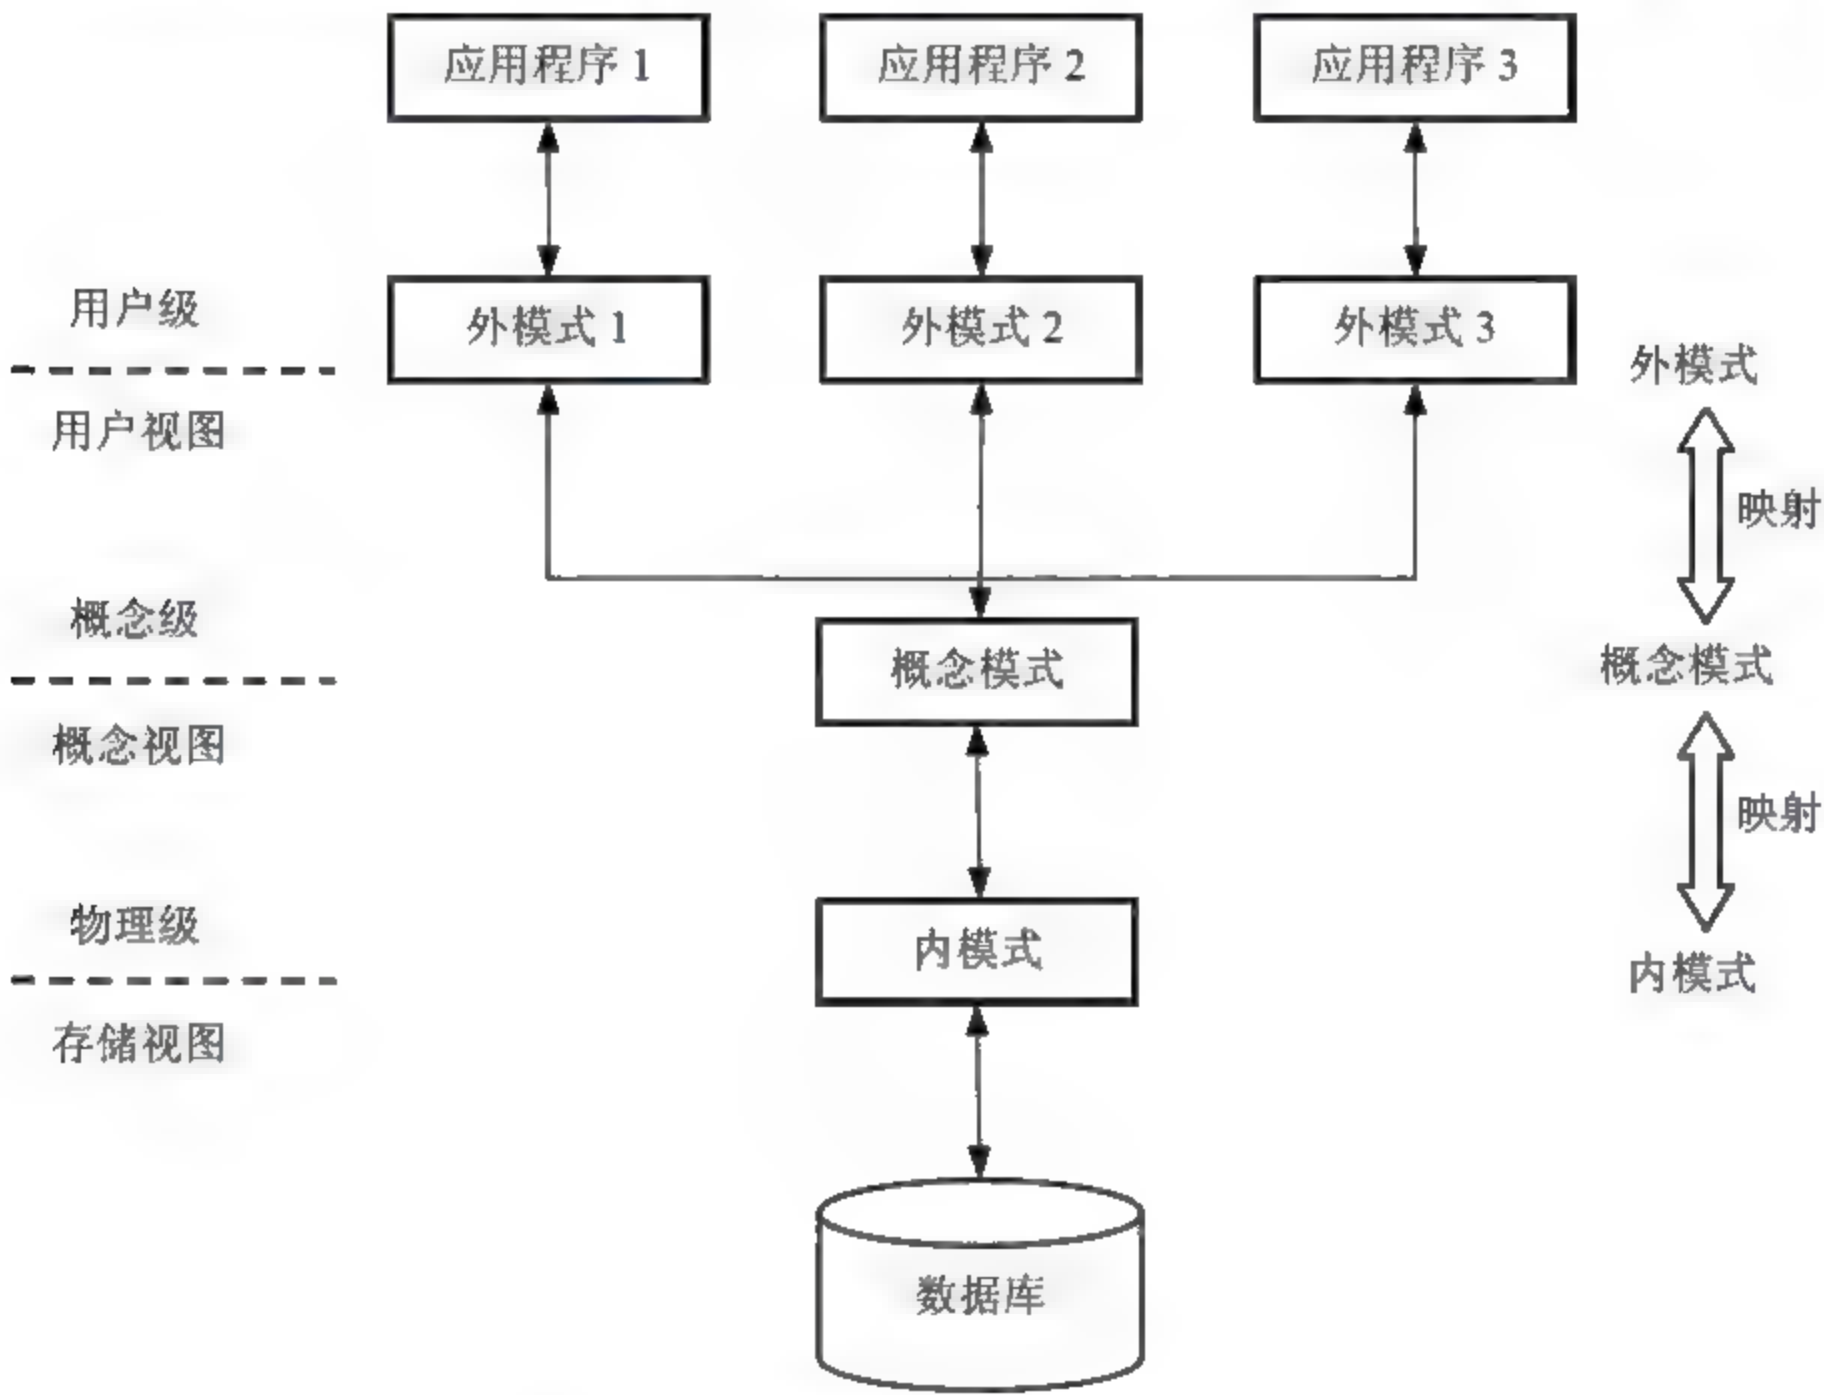 应用程序 1
应用程序 2
应用程序 3
用户级
外模式 1
外模式 2
外模式 3
外模式
用户视图
映射
概念级
概念模式
概念模式
概念视图
映射
物理级
内模式
内模式
存储视图
数据库